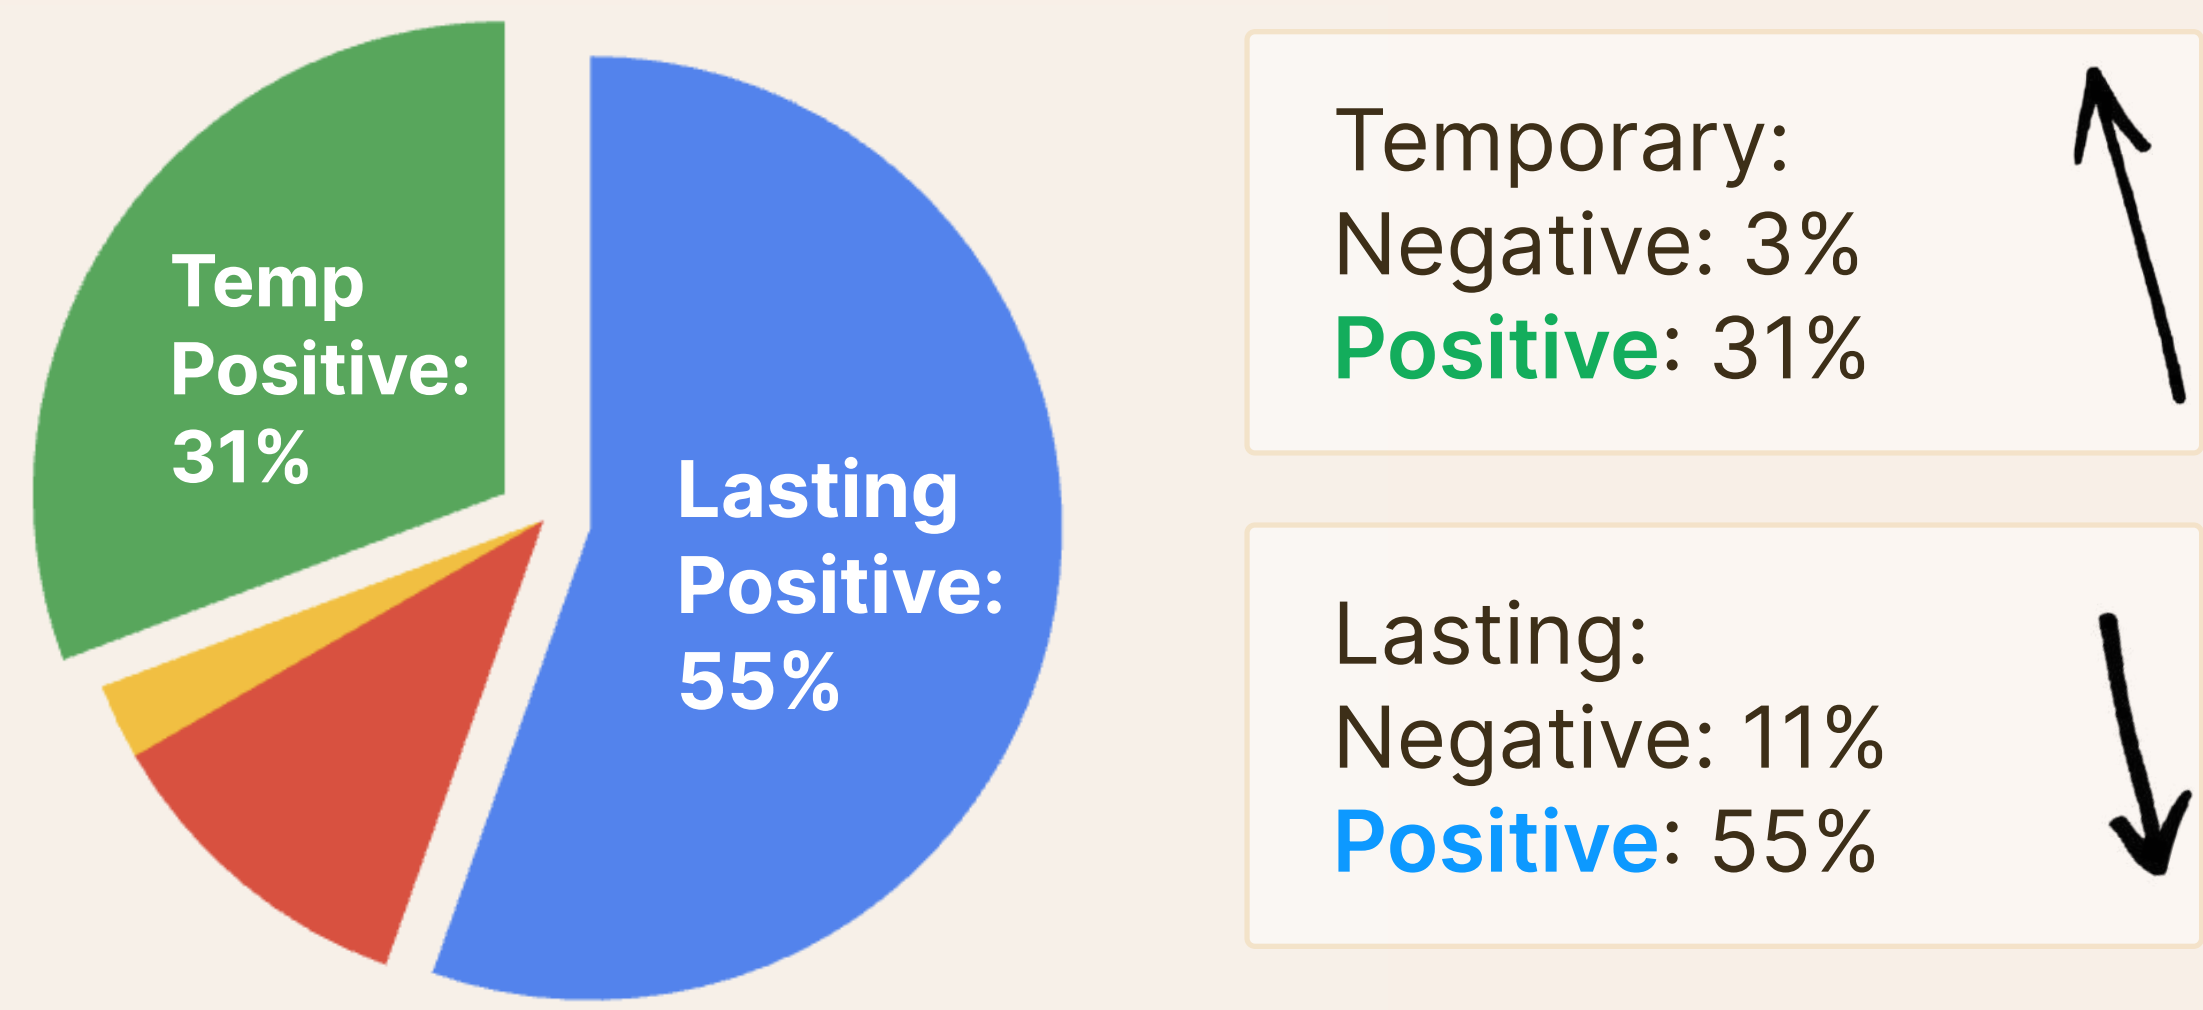 Temp
Positive:
31%
Lasting
Positive:
55%
Temporary:
Negative: 3%
Positive: 31%
Lasting:
Negative: 11%
Positive: 55%